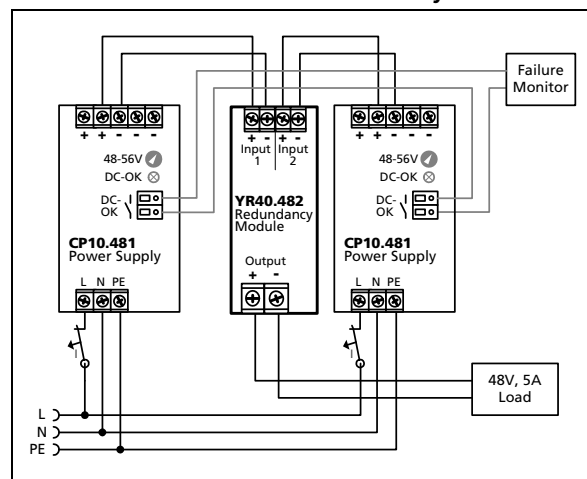 Failure
Monitor
+ + - - -
48-56V
DC-OK
DC-
OK
CP10.481
Power Supply
L N PE
+ - + -
Input Input
1 2
YR40.482
Redundancy
Module
Output
+ -
+ + - - -
48-56V
DC-OK
DC-
OK
CP10.481
Power Supply
L N PE
I
I
48V, 5A
Load
L
N
PE